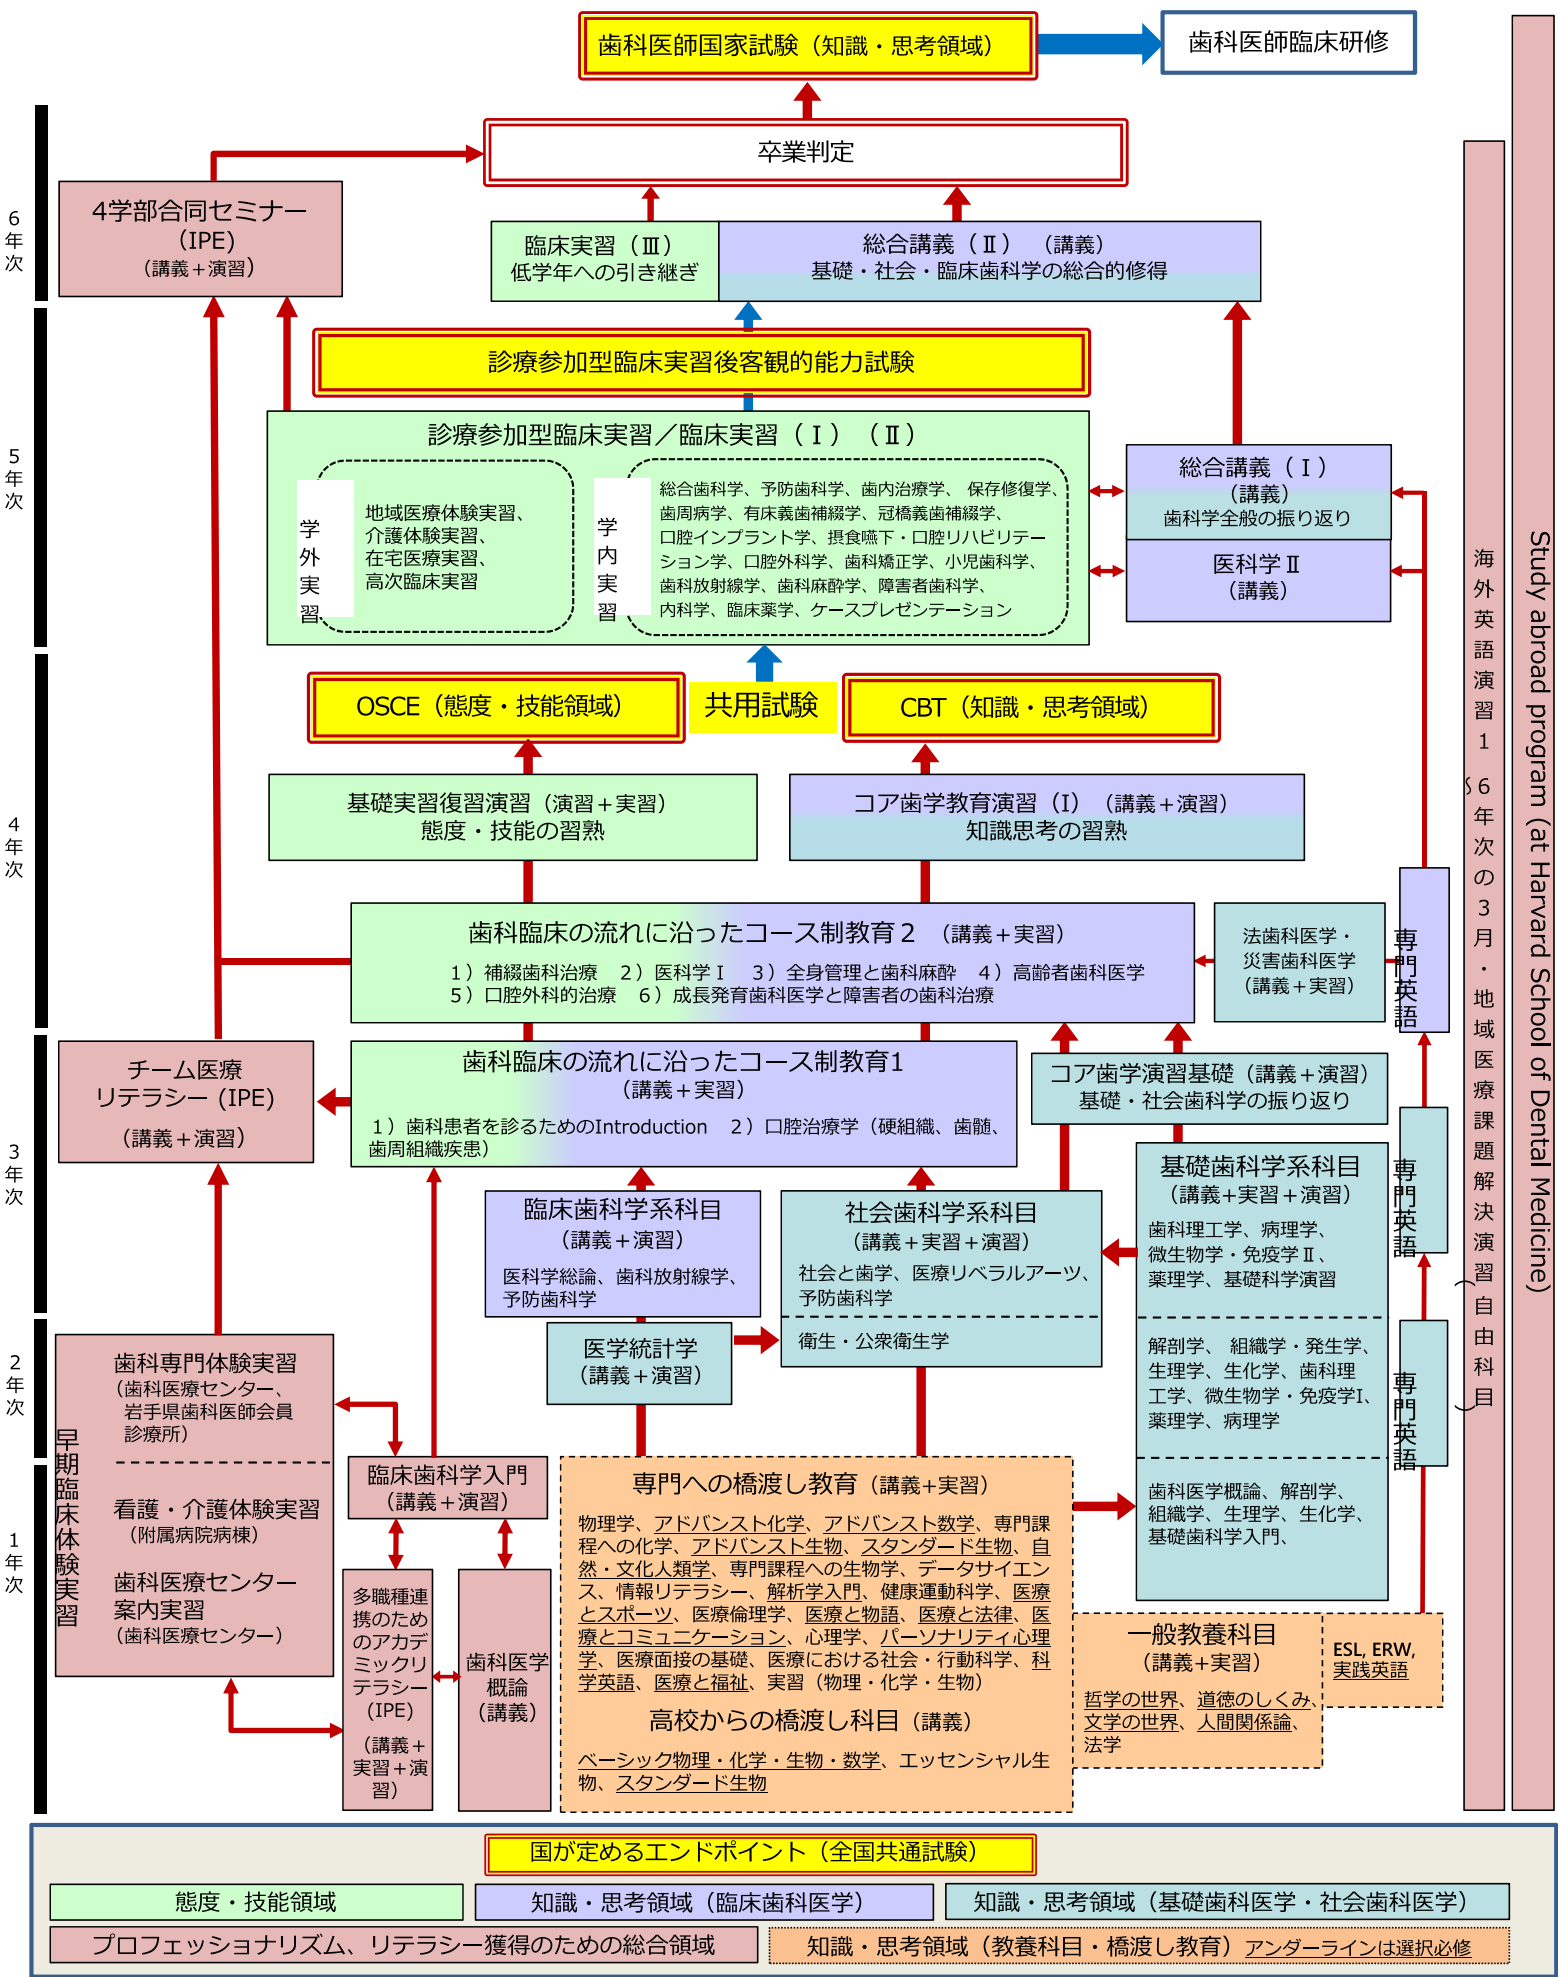 歯科医師国家試験（知識・思考領域）
歯科医師臨床研修
卒業判定
6年次
4学部合同セミナー
（IPE)
（講義＋演習）
臨床実習（Ⅲ）
低学年への引き継ぎ
総合講義（Ⅱ）（講義）
基礎・社会・臨床歯科学の総合的修得
診療参加型臨床実習後客観的能力試験
5年次
診療参加型臨床実習／臨床実習（Ⅰ）（Ⅱ）
学外実習
地域医療体験実習、
介護体験実習、
在宅医療実習、
高次臨床実習
学内実習
総合歯科学、予防歯科学、歯内治療学、 保存修復学、
歯周病学、有床義歯補綴学、冠橋義歯補綴学、
口腔インプラント学、摂食嚥下・口腔リハビリテー
ション学、口腔外科学、歯科矯正学、小児歯科学、
歯科放射線学、歯科麻酔学、障害者歯科学、
内科学、臨床薬学、ケースプレゼンテーション
総合講義（Ⅰ）
（講義）
歯科学全般の振り返り
医科学Ⅱ
（講義）
OSCE（態度・技能領域）
共用試験
CBT（知識・思考領域）
4年次
基礎実習復習演習（演習＋実習）
態度・技能の習熟
コア歯学教育演習（I）（講義＋演習）
知識思考の習熟
歯科臨床の流れに沿ったコース制教育２ （講義＋実習）
１）補綴歯科治療 ２）医科学Ⅰ ３）全身管理と歯科麻酔 ４）高齢者歯科医学
５）口腔外科的治療 ６）成長発育歯科医学と障害者の歯科治療
法歯科医学・
災害歯科医学
（講義＋実習）
専門英語
3年次
チーム医療
リテラシー (IPE)
（講義＋演習）
歯科臨床の流れに沿ったコース制教育1
（講義＋実習）
１）歯科患者を診るためのIntroduction ２）口腔治療学（硬組織、歯髄、
歯周組織疾患）
コア歯学演習基礎（講義＋演習）
基礎・社会歯科学の振り返り
臨床歯科学系科目
（講義＋演習）
医科学総論、歯科放射線学、
予防歯科学
社会歯科学系科目
（講義＋実習＋演習）
社会と歯学、医療リベラルアーツ、
予防歯科学
衛生・公衆衛生学
基礎歯科学系科目
（講義+実習＋演習）
歯科理工学、病理学、
微生物学・免疫学Ⅱ、
薬理学、基礎科学演習
解剖学、 組織学・発生学、
生理学、生化学、歯科理
工学、微生物学・免疫学I、
薬理学、病理学
歯科医学概論、解剖学、
組織学、生理学、生化学、
基礎歯科学入門、
専門英語
専門英語
2年次
医学統計学
（講義＋演習）
早期臨床体験実習
歯科専門体験実習
（歯科医療センター、
岩手県歯科医師会員
診療所）
看護・介護体験実習
（附属病院病棟）
歯科医療センター
案内実習
（歯科医療センター）
1年次
臨床歯科学入門
（講義＋演習）
多職種連
携のため
のアカデ
ミックリ
テラシー
(IPE)
（講義＋
実習＋演
習）
歯科医学
概論
（講義）
専門への橋渡し教育（講義+実習）
物理学、アドバンスト化学、アドバンスト数学、専門課
程への化学、アドバンスト生物、スタンダード生物、自
然・文化人類学、専門課程への生物学、データサイエン
ス、情報リテラシー、解析学入門、健康運動科学、医療
とスポーツ、医療倫理学、医療と物語、医療と法律、医
療とコミュニケーション、心理学、パーソナリティ心理
学、医療面接の基礎、医療における社会・行動科学、科
学英語、医療と福祉、実習（物理・化学・生物）
高校からの橋渡し科目（講義）
ベーシック物理・化学・生物・数学、エッセンシャル生
物、スタンダード生物
一般教養科目
（講義+実習）
哲学の世界、道徳のしくみ、
文学の世界、人間関係論、
法学
ESL, ERW,
実践英語
海外英語演習1～6年次の3月・地域医療課題解決演習（自由科目）
Study abroad program (at Harvard School of Dental Medicine)
国が定めるエンドポイント（全国共通試験）
態度・技能領域
知識・思考領域（臨床歯科医学）
知識・思考領域（基礎歯科医学・社会歯科医学）
プロフェッショナリズム、リテラシー獲得のための総合領域
知識・思考領域（教養科目・橋渡し教育）アンダーラインは選択必修